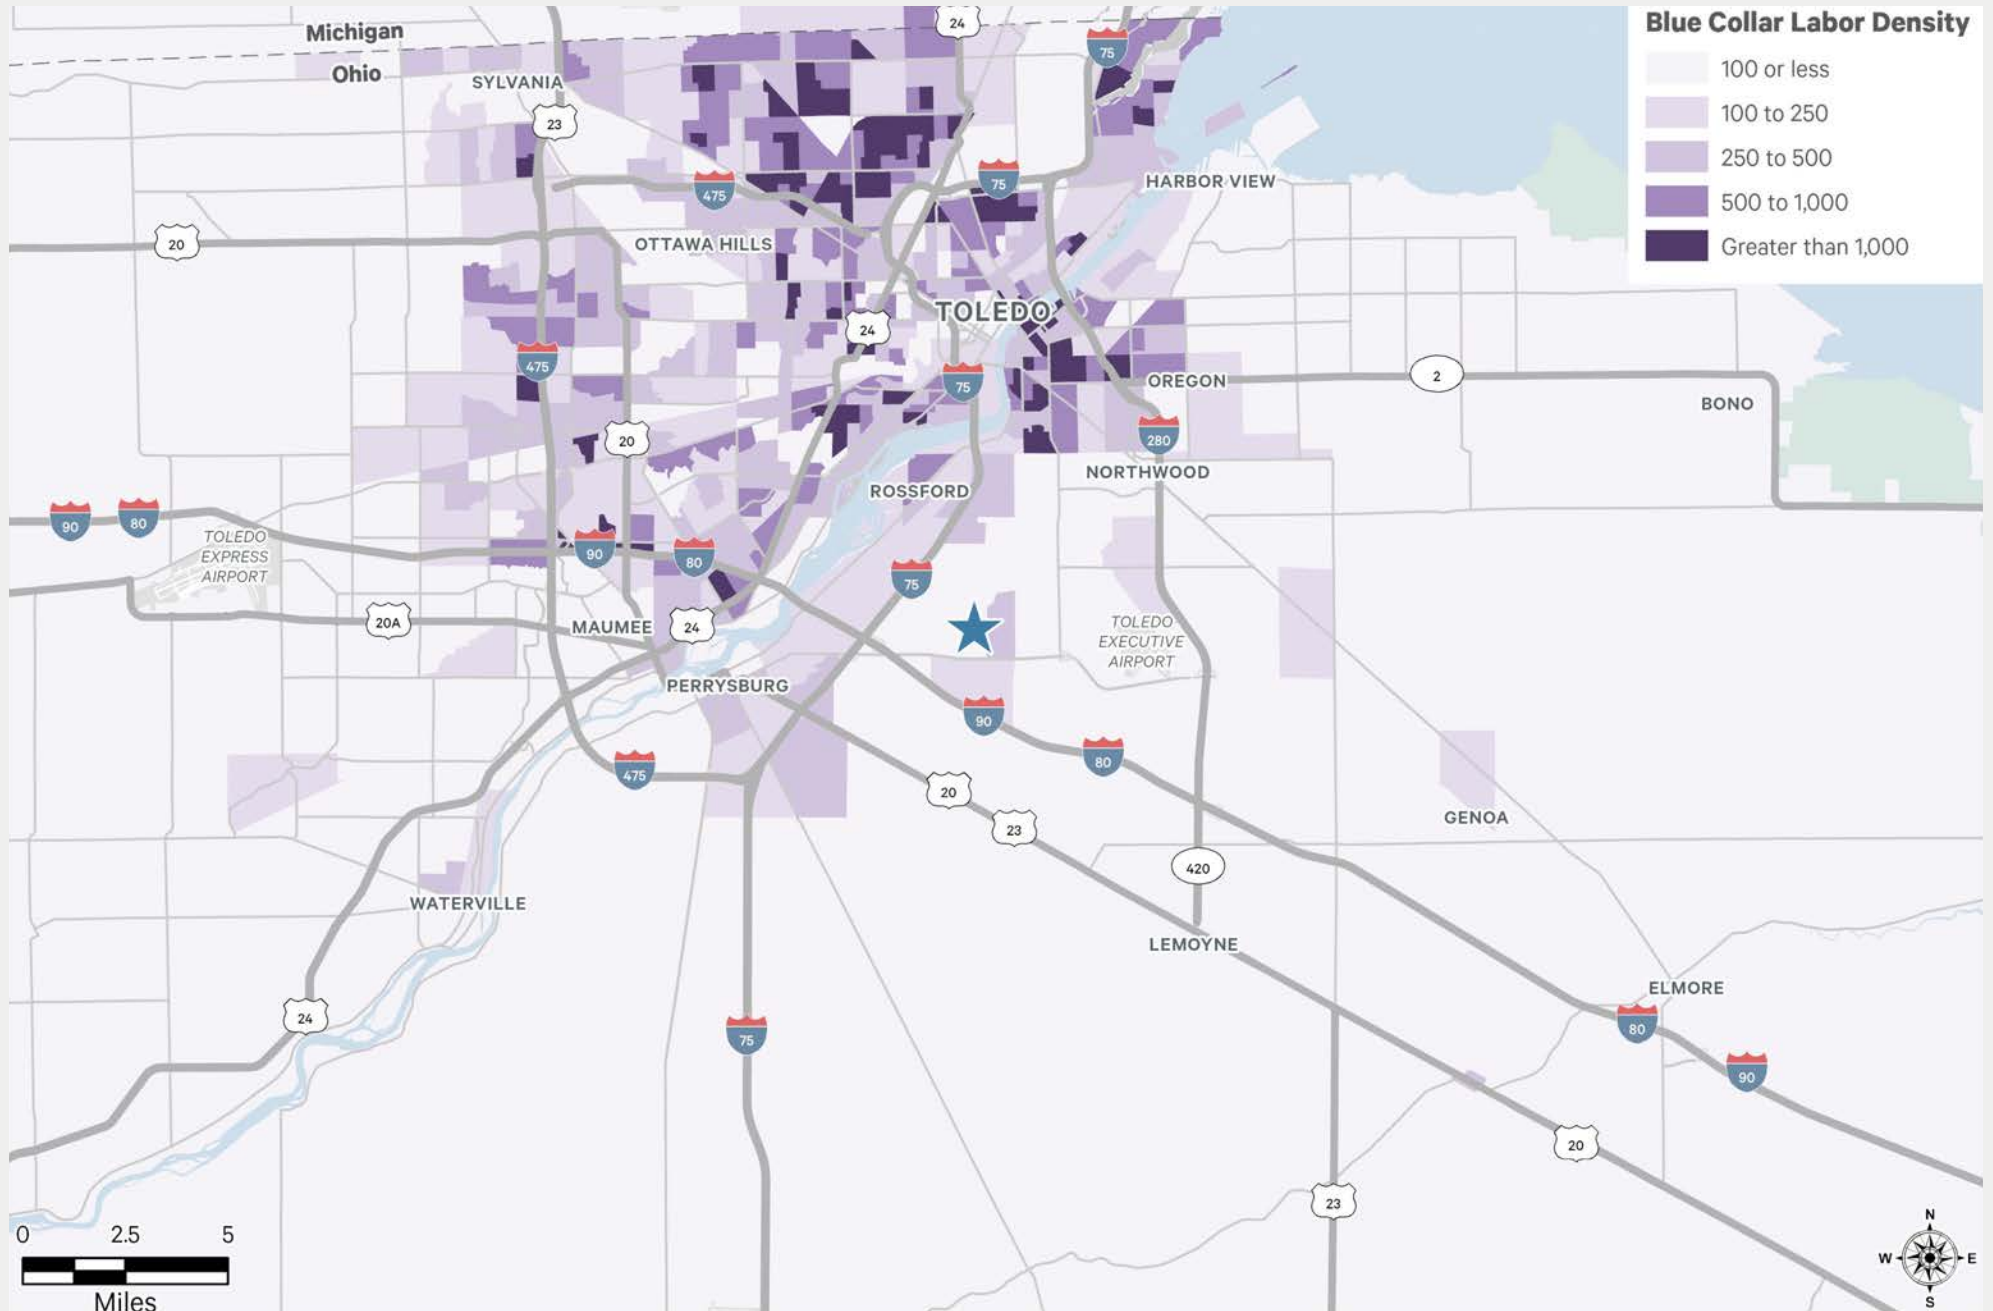 24
Michigan
75
Ohio
SYLVANIA
23
475
75
HARBOR VIEW
20
OTTAWA HILLS
TOLEDO
24
475
75
OREGON
2
BONO
20
280
NORTHWOOD
ROSSFORD
90
80
TOLEDO
EXPRESS
AIRPORT
90
80
75
20A
MAUMEE
24
TOLEDO
EXECUTIVE
AIRPORT
PERRYSBURG
90
80
475
20
23
GENOA
420
WATERVILLE
LEMOYNE
ELMORE
24
75
80
90
20
23
Blue Collar Labor Density
100 or less
100 to 250
250 to 500
500 to 1,000
Greater than 1,000
0 2.5 5
Miles
N
W E
S